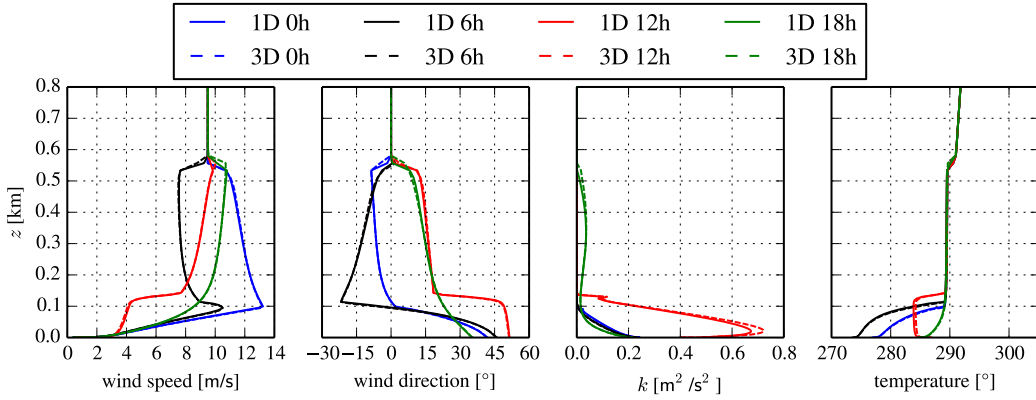 1D 0h 1D 6h 1D 12h 1D 18h
3D 0h 3D 6h 3D 12h 3D 18h
z [km]
0.8
0.7
0.6
0.5
0.4
0.3
0.2
0.1
0.0
0 2 4 6 8 10 12 14
wind speed [m/s]
−30 −15 0 15 30 45 60
wind direction [°]
0.0 0.2 0.4 0.6 0.8
k [m² /s²]
270 280 290 300
temperature [°]